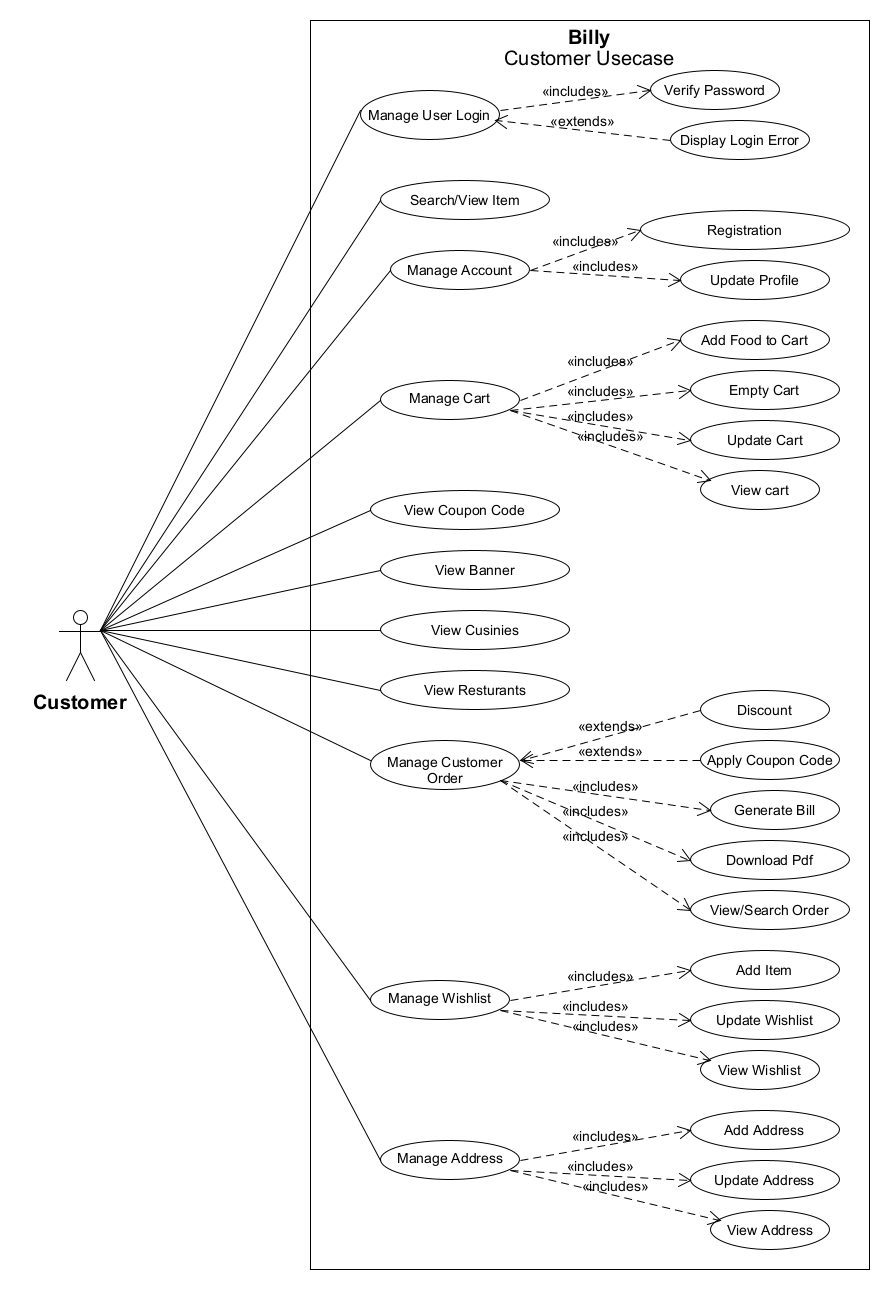 Billy
Customer Usecase
«includes»
Verify Password
Manage User Login
«extends»
Display Login Error
Search/View Item
Registration
«includes»
Manage Account
«includes»
Update Profile
Add Food to Cart
«includes»
Manage Cart
«includes»
Empty Cart
«includes»
Update Cart
«includes»
View cart
View Coupon Code
View Banner
View Cusinies
View Resturants
Customer
Discount
«extends»
«extends»
Manage Customer
Order
Apply Coupon Code
«includes»
Generate Bill
«includes»
Download Pdf
«includes»
View/Search Order
«includes»
Add Item
Manage Wishlist
«includes»
Update Wishlist
«includes»
View Wishlist
«includes»
Add Address
Manage Address
«includes»
Update Address
«includes»
View Address